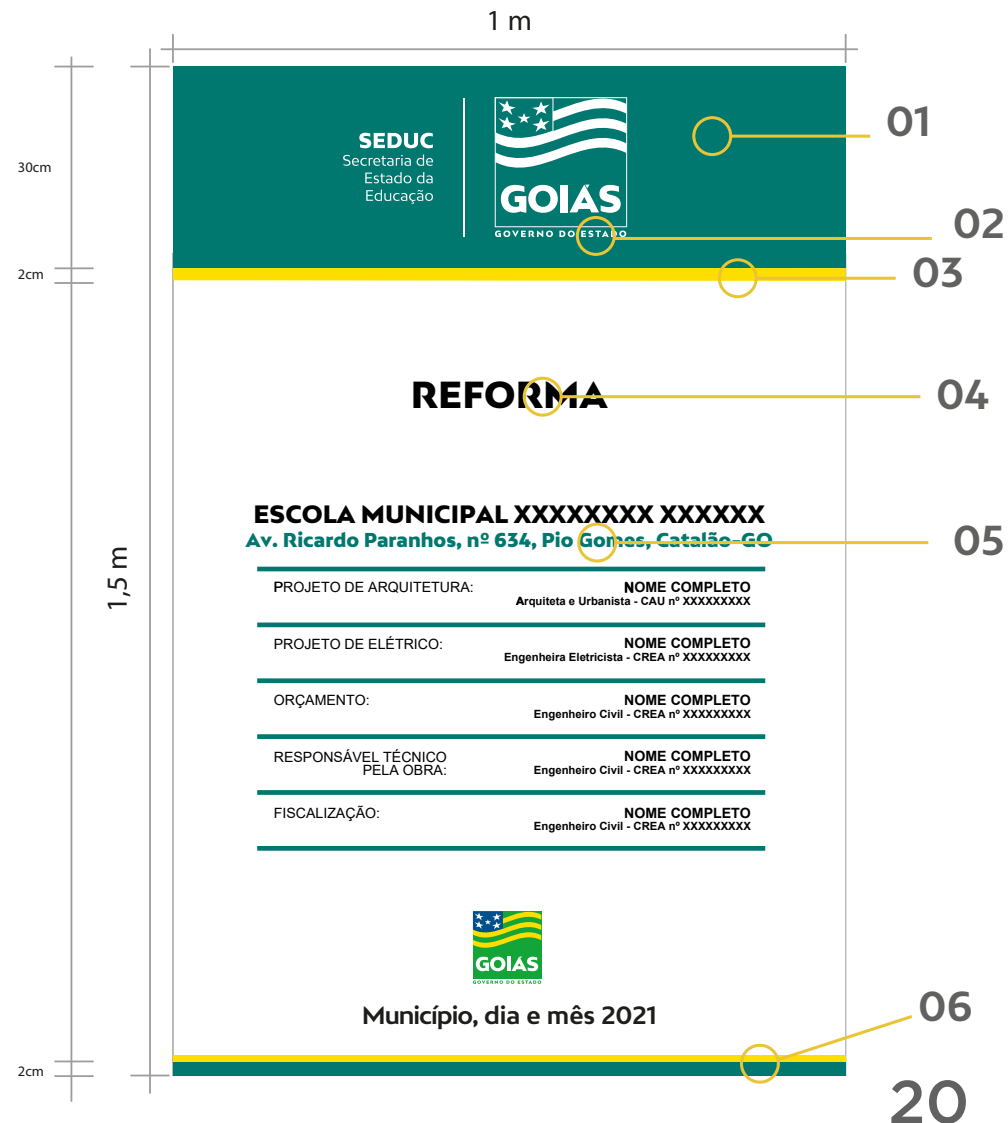 1 m
01
30cm
SEDUC
Secretaria de
Estado da
Educação
GOIÁS
GOVERNO DO ESTADO
02
2cm
03
REFORMA
04
1,5 m
ESCOLA MUNICIPAL XXXXXXXX XXXXXX
Av. Ricardo Paranhos, nº 634, Pio Gomes, Catalão-GO
05
PROJETO DE ARQUITETURA:
NOME COMPLETO
Arquiteta e Urbanista - CAU nº XXXXXXXXX
PROJETO DE ELÉTRICO:
NOME COMPLETO
Engenheira Eletricista - CREA nº XXXXXXXXX
ORÇAMENTO:
NOME COMPLETO
Engenheiro Civil - CREA nº XXXXXXXXX
RESPONSÁVEL TÉCNICO
PELA OBRA:
NOME COMPLETO
Engenheiro Civil - CREA nº XXXXXXXXX
FISCALIZAÇÃO:
NOME COMPLETO
Engenheiro Civil - CREA nº XXXXXXXXX
GOIÁS
GOVERNO DO ESTADO
Município, dia e mês 2021
06
2cm
20